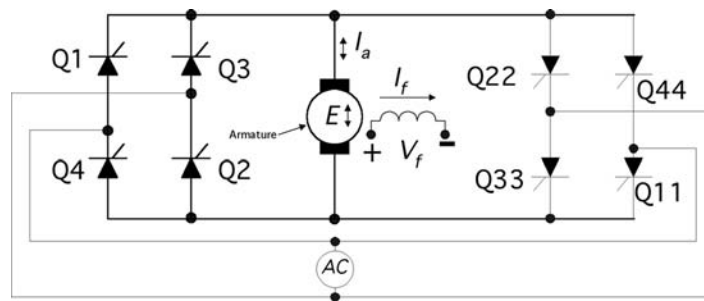 Q1
Q3
I_a
I_f
Q22
Q44
E
Armature
+
V_f
Q4
Q2
Q33
Q11
AC